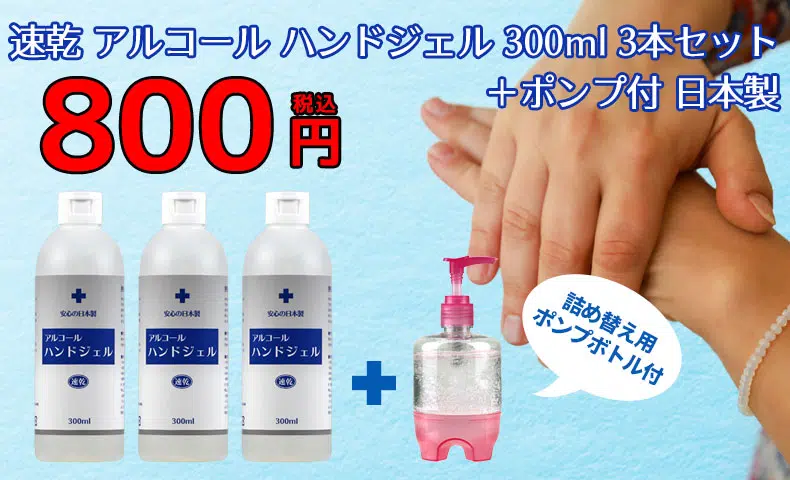 速乾 アルコール ハンドジェル 300ml 3本セット
＋ポンプ付 日本製
800円
税込
安心の日本製
アルコール
ハンドジェル
速乾
300ml
安心の日本製
アルコール
ハンドジェル
速乾
300ml
安心の日本製
アルコール
ハンドジェル
速乾
300ml
詰め替え用
ポンプボトル付